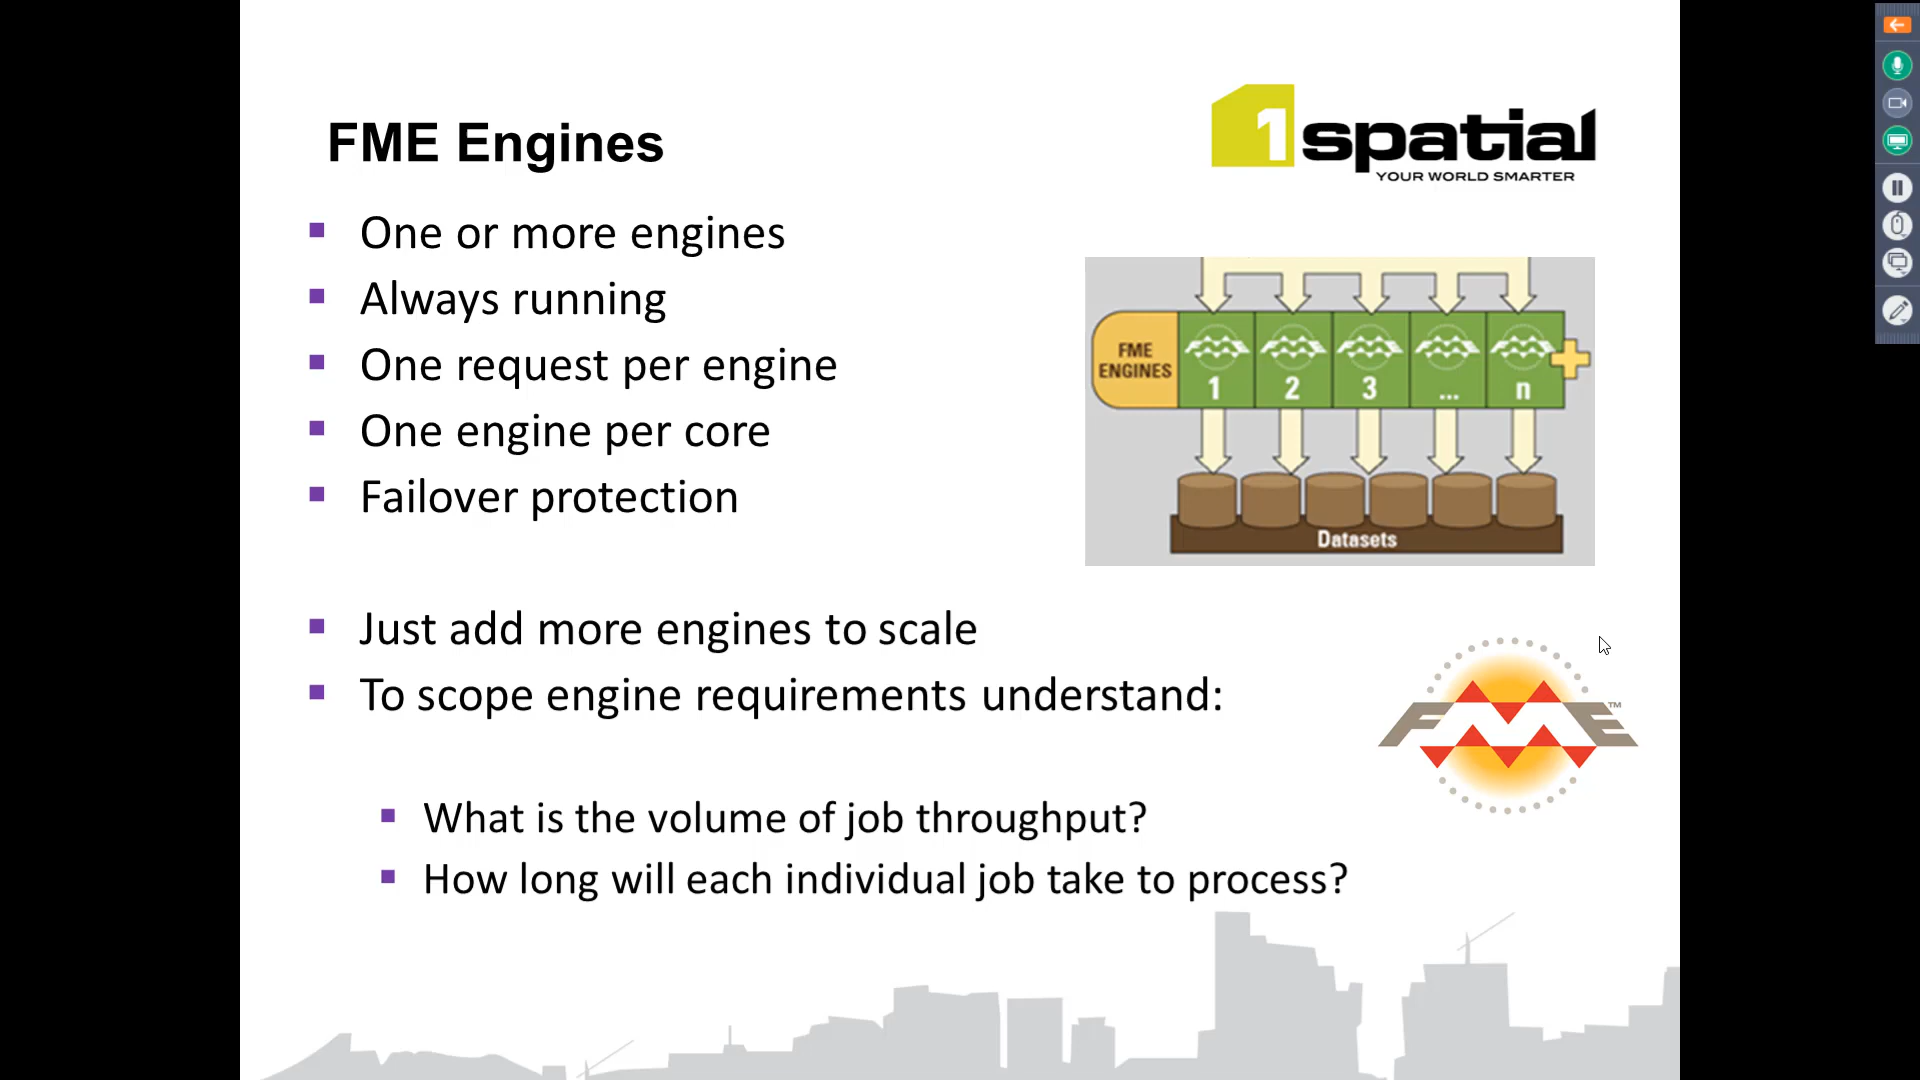 FME Engines
1spatial
YOUR WORLD SMARTER
One or more engines
Always running
One request per engine
One engine per core
Failover protection
FME
ENGINES
1 2 3 ... n
Datasets
Just add more engines to scale
To scope engine requirements understand:
FME™
What is the volume of job throughput?
How long will each individual job take to process?